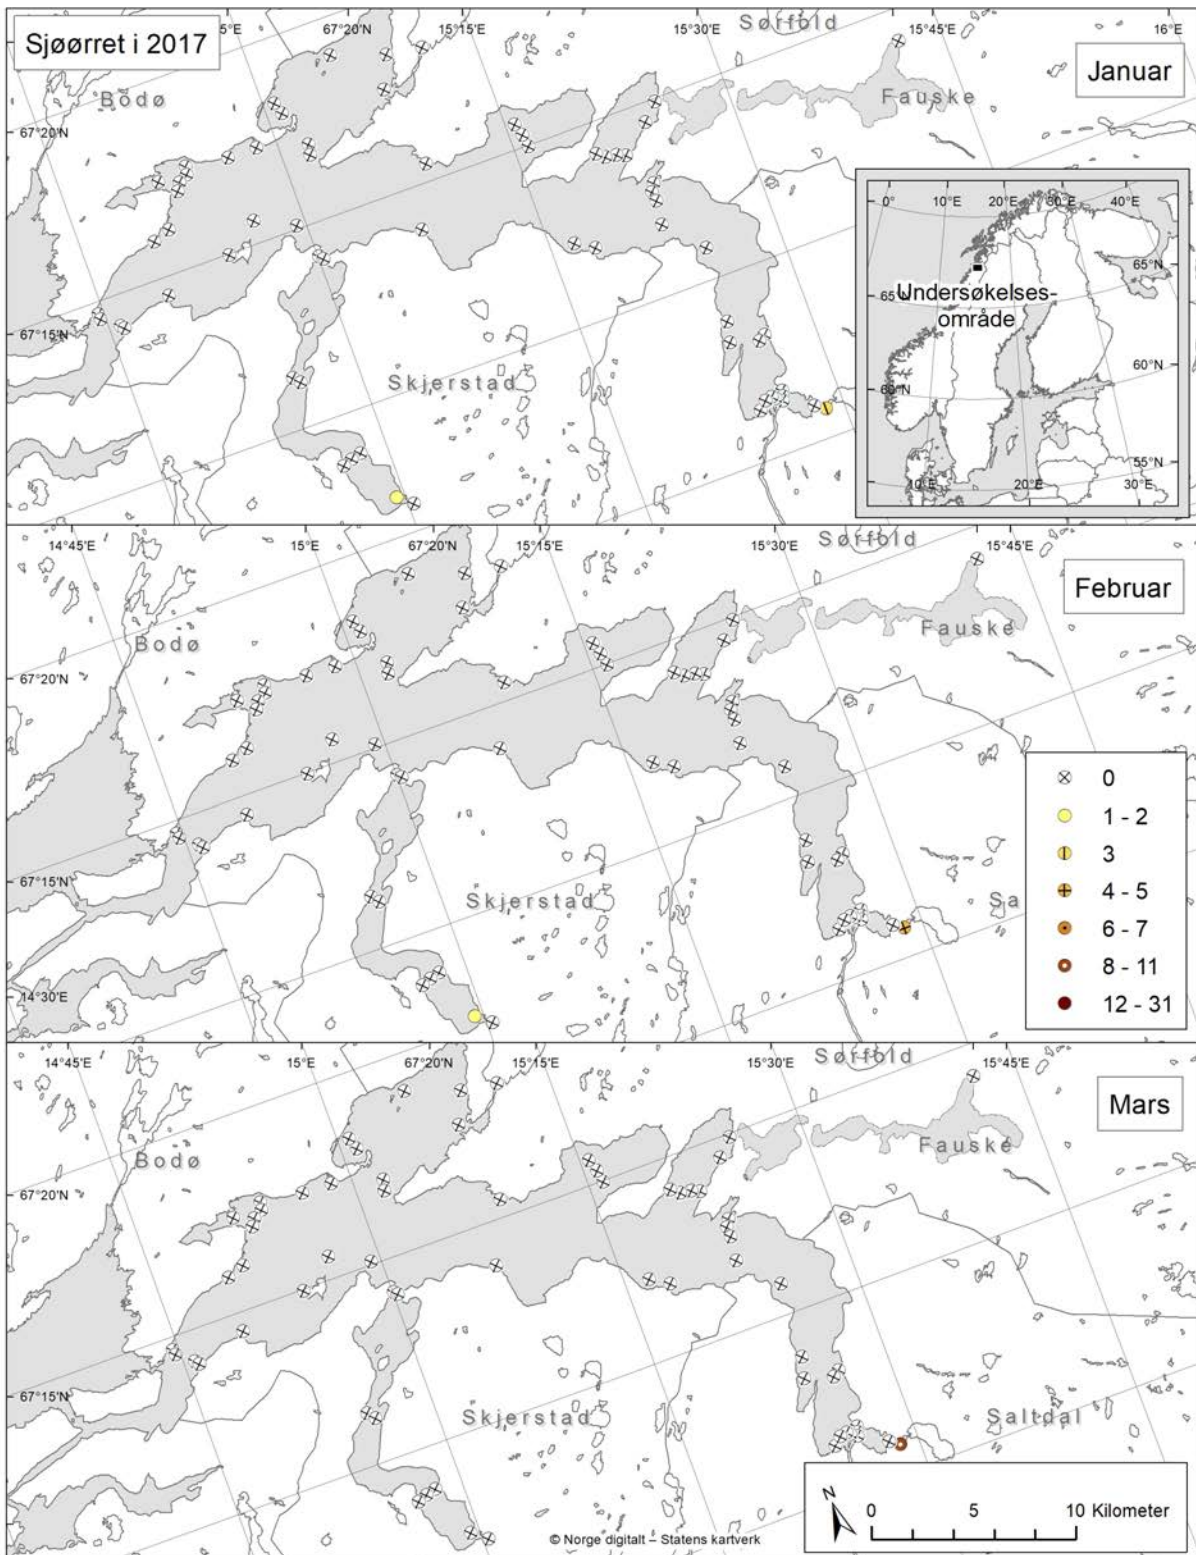 Sjøørret i 2017
5°E
67°20'N
15°15'E
15°30'E
Sørfold
15°45'E
16°E
Januar
Bodø
Fauske
67°20'N
67°15'N
Skjerstad
0°
10°E
20°E
30°E
40°E
65°N
65°N
Undersøkelses-
område
60°N
60°N
55°N
10°E
20°E
30°E
14°45'E
15°E
67°20'N
15°15'E
15°30'E
Sørfold
15°45'E
Februar
Bodø
Fauske
67°20'N
67°15'N
Skjerstad
Sa
14°30'E
0
1 - 2
3
4 - 5
6 - 7
8 - 11
12 - 31
14°45'E
15°E
67°20'N
15°15'E
15°30'E
Sørfold
15°45'E
Mars
Bodø
Fauske
67°20'N
67°15'N
Skjerstad
Saltdal
N
0 5 10 Kilometer
© Norge digitalt – Statens kartverk